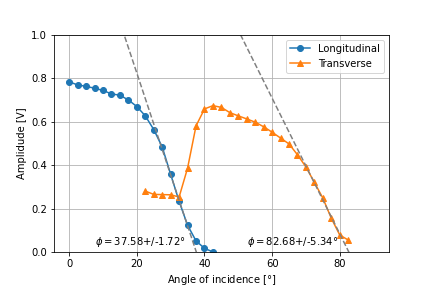 1.0
0.8
0.6
0.4
0.2
0.0
Amplidude [V]
Longitudinal
Transverse
ϕ = 37.58+/-1.72°
ϕ = 82.68+/-5.34°
0 20 40 60 80
Angle of incidence [°]